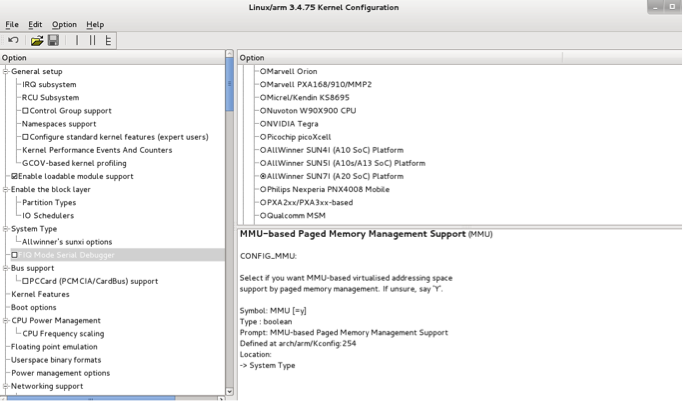 Linux/arm 3.4.75 Kernel Configuration
File Edit Option Help
Option
General setup
IRQ subsystem
RCU Subsystem
Control Group support
Namespaces support
Configure standard kernel features (expert users)
Kernel Performance Events And Counters
GCOV-based kernel profiling
Enable loadable module support
Enable the block layer
Partition Types
IO Schedulers
System Type
Allwinner's sunxi options
FIQ Mode Serial Debugger
Bus support
PCCard (PCMCIA/CardBus) support
Kernel Features
Boot options
CPU Power Management
CPU Frequency scaling
Floating point emulation
Userspace binary formats
Power management options
Networking support
Option
Marvell Orion
Marvell PXA168/910/MMP2
Micrel/Kendin KS8695
Nuvoton W90X900 CPU
NVIDIA Tegra
Picochip picoXcell
AllWinner SUN4I (A10 SoC) Platform
AllWinner SUN5I (A10s/A13 SoC) Platform
AllWinner SUN7I (A20 SoC) Platform
Philips Nexperia PNX4008 Mobile
PXA2xx/PXA3xx-based
Qualcomm MSM
MMU-based Paged Memory Management Support (MMU)
CONFIG_MMU:
Select if you want MMU-based virtualised addressing space
support by paged memory management. If unsure, say 'Y'.
Symbol: MMU [=y]
Type : boolean
Prompt: MMU-based Paged Memory Management Support
Defined at arch/arm/Kconfig:254
Location:
-> System Type